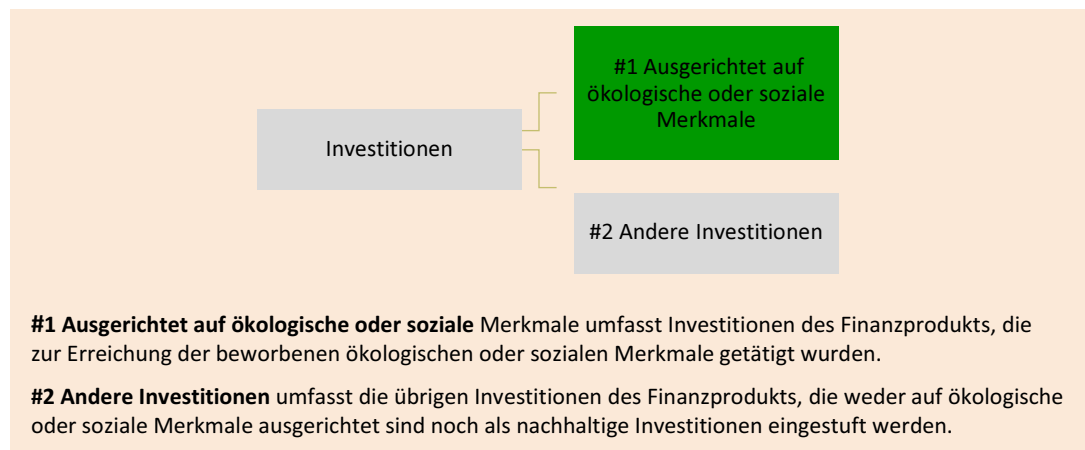 #1 Ausgerichtet auf
ökologische oder soziale
Merkmale
Investitionen
#2 Andere Investitionen
#1 Ausgerichtet auf ökologische oder soziale Merkmale umfasst Investitionen des Finanzprodukts, die
zur Erreichung der beworbenen ökologischen oder sozialen Merkmale getätigt wurden.
#2 Andere Investitionen umfasst die übrigen Investitionen des Finanzprodukts, die weder auf ökologische
oder soziale Merkmale ausgerichtet sind noch als nachhaltige Investitionen eingestuft werden.